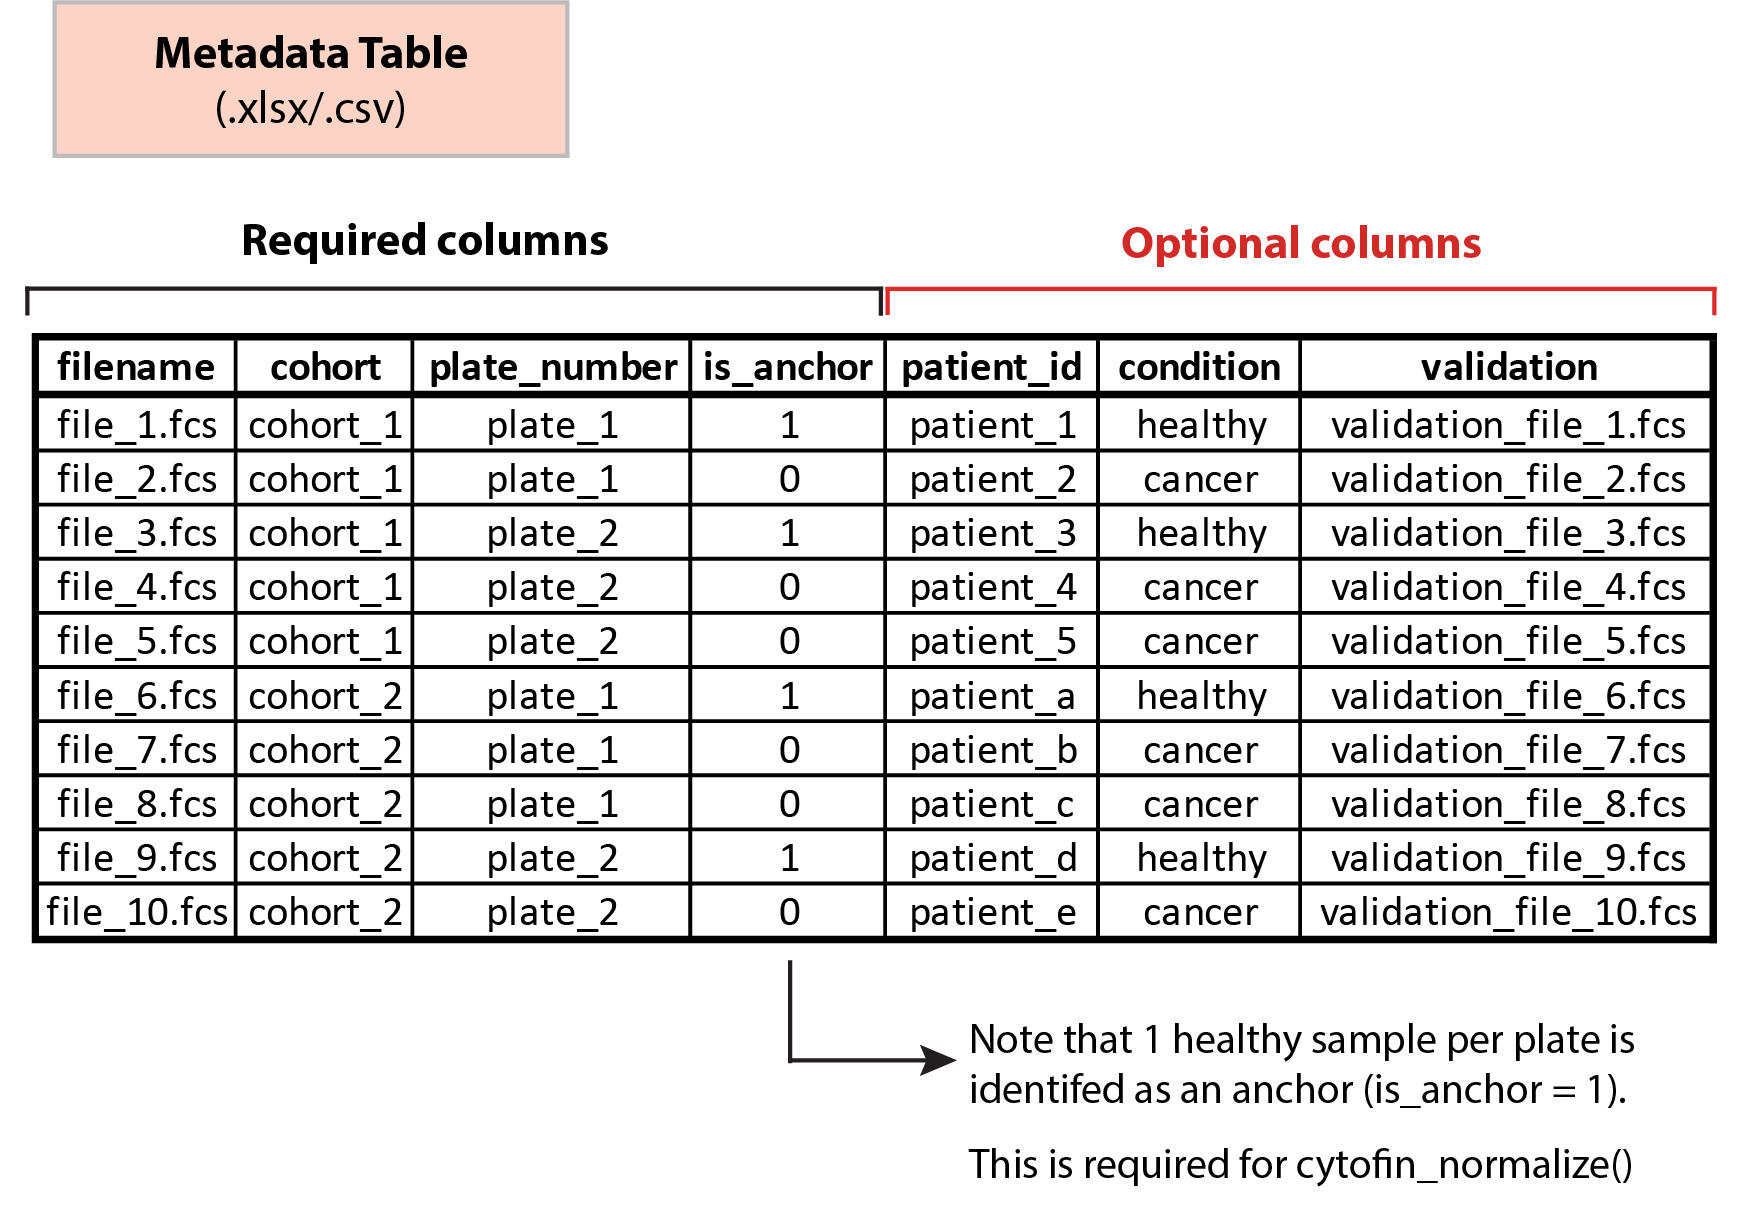 Metadata Table
(.xlsx/.csv)
Required columns
Optional columns
filename cohort plate_number is_anchor patient_id condition validation
file_1.fcs cohort_1 plate_1 1 patient_1 healthy validation_file_1.fcs
file_2.fcs cohort_1 plate_1 0 patient_2 cancer validation_file_2.fcs
file_3.fcs cohort_1 plate_2 1 patient_3 healthy validation_file_3.fcs
file_4.fcs cohort_1 plate_2 0 patient_4 cancer validation_file_4.fcs
file_5.fcs cohort_1 plate_2 0 patient_5 cancer validation_file_5.fcs
file_6.fcs cohort_2 plate_1 1 patient_a healthy validation_file_6.fcs
file_7.fcs cohort_2 plate_1 0 patient_b cancer validation_file_7.fcs
file_8.fcs cohort_2 plate_1 0 patient_c cancer validation_file_8.fcs
file_9.fcs cohort_2 plate_2 1 patient_d healthy validation_file_9.fcs
file_10.fcs cohort_2 plate_2 0 patient_e cancer validation_file_10.fcs
Note that 1 healthy sample per plate is
identifed as an anchor (is_anchor = 1).
This is required for cytofin_normalize()